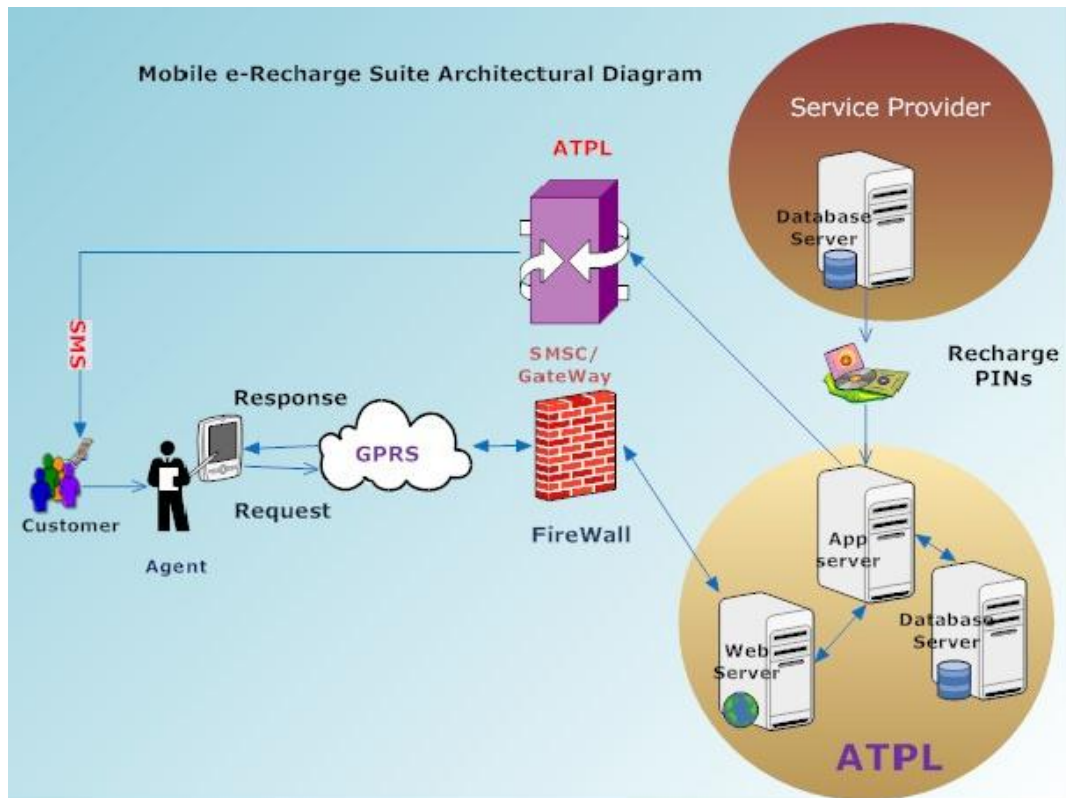 Mobile e-Recharge Suite Architectural Diagram
Service Provider
Database
Server
ATPL
SMSC/
GateWay
Recharge
PINs
SMS
Response
GPRS
Request
Customer
Agent
FireWall
App
server
Database
Server
Web
Server
ATPL